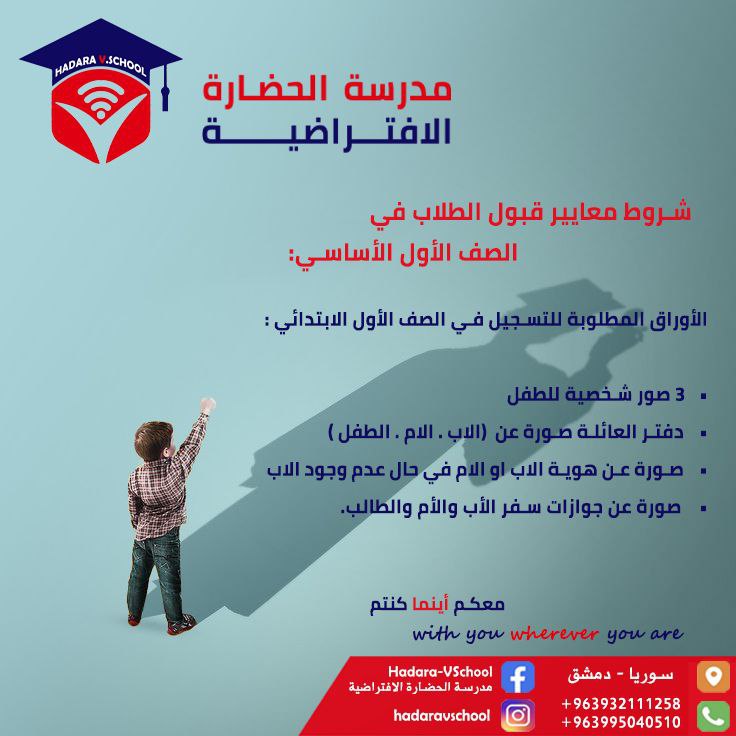 HADARA V.SCHOOL
مدرسة الحضارة
الافتراضية
شروط معايير قبول الطلاب في
الصف الأول الأساسي:
الأوراق المطلوبة للتسجيل في الصف الأول الابتدائي :
• 3 صور شخصية للطفل
• دفتر العائلة صورة عن (الاب . الام . الطفل )
• صورة عن هوية الاب او الام في حال عدم وجود الاب
• صورة عن جوازات سفر الأب والأم والطالب.
معكم أينما كنتم
with you wherever you are
Hadara-VSchool
مدرسة الحضارة الافتراضية
hadaravschool
سوريا - دمشق
+963932111258
+963995040510